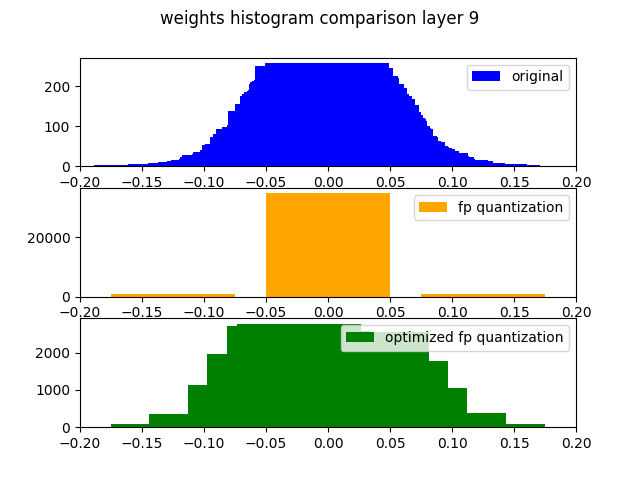 weights histogram comparison layer 9
200
100
0
original
−0.20 −0.15 −0.10 −0.05 0.00 0.05 0.10 0.15 0.20
20000
0
fp quantization
−0.20 −0.15 −0.10 −0.05 0.00 0.05 0.10 0.15 0.20
2000
1000
0
optimized fp quantization
−0.20 −0.15 −0.10 −0.05 0.00 0.05 0.10 0.15 0.20